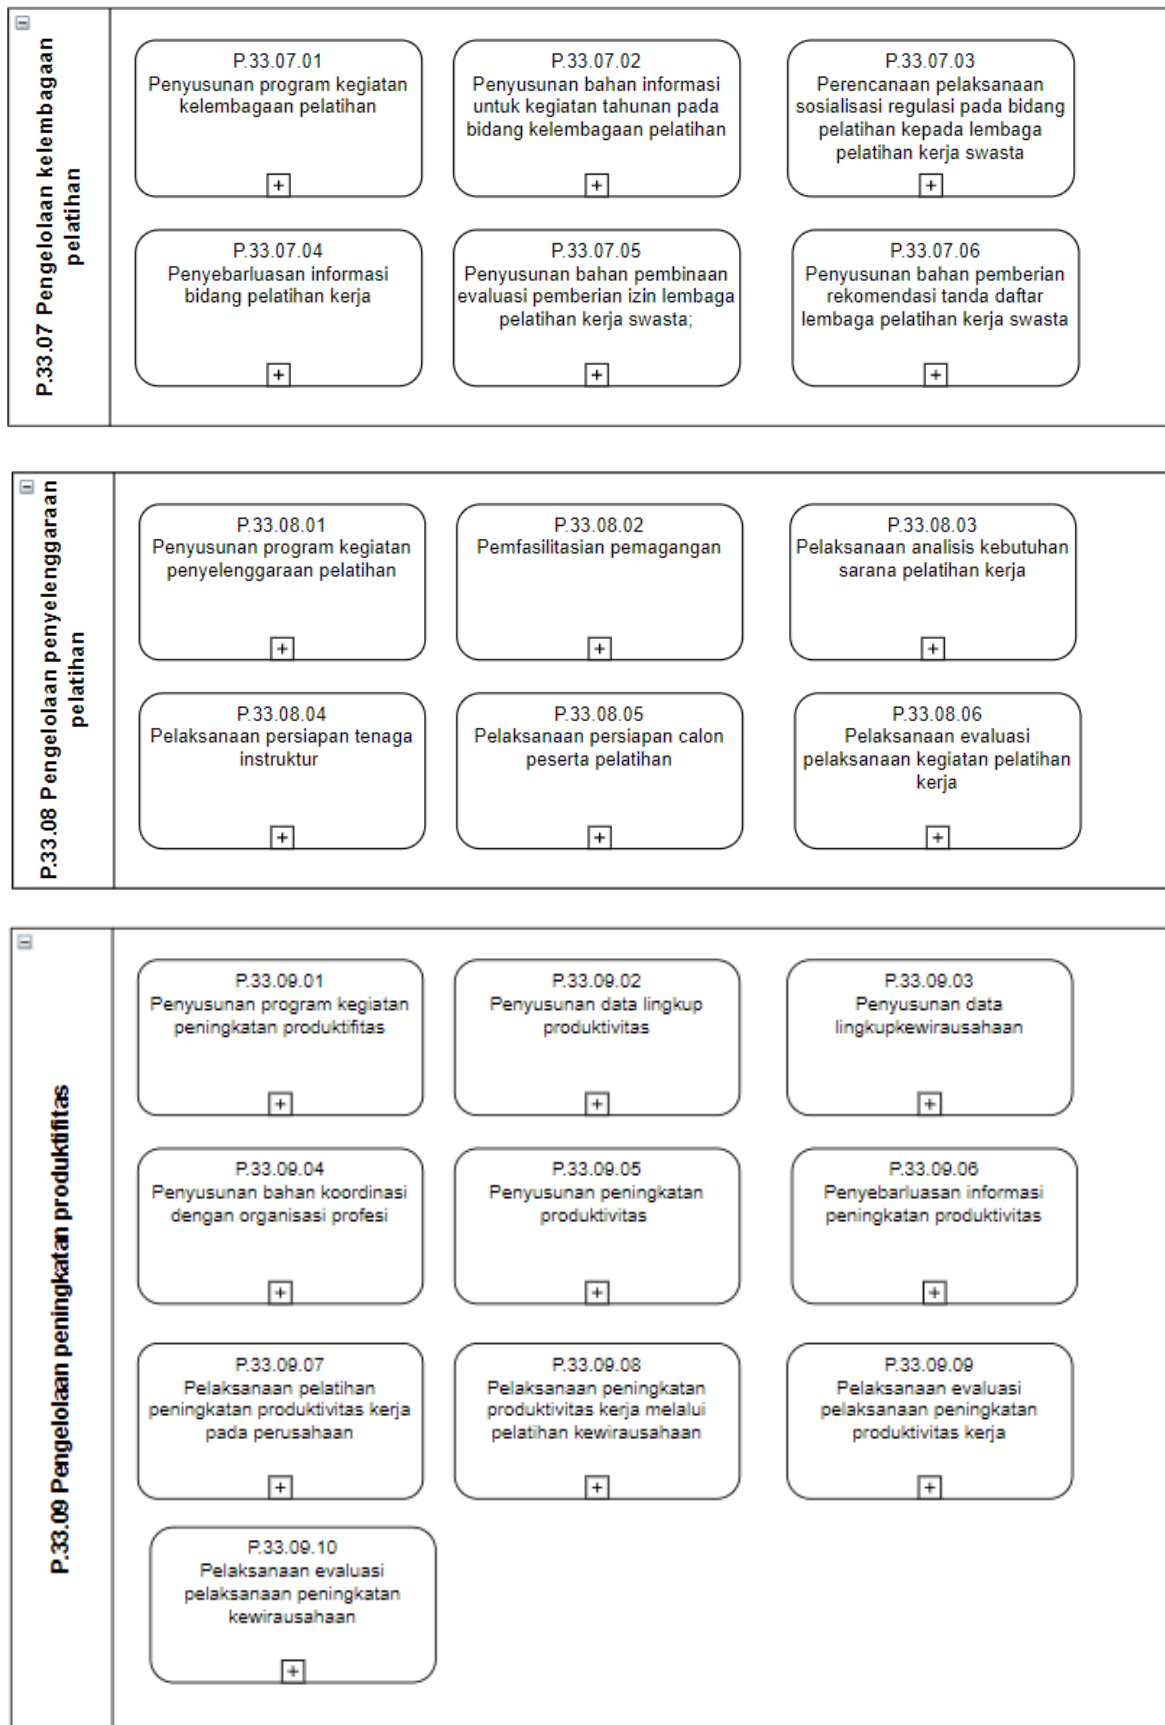 P.33.07 Pengelolaan kelembagaan
pelatihan
P.33.07.01
Penyusunan program kegiatan
kelembagaan pelatihan
P.33.07.02
Penyusunan bahan informasi
untuk kegiatan tahunan pada
bidang kelembagaan pelatihan
P.33.07.03
Perencanaan pelaksanaan
sosialisasi regulasi pada bidang
pelatihan kepada lembaga
pelatihan kerja swasta
P.33.07.04
Penyebarluasan informasi
bidang pelatihan kerja
P.33.07.05
Penyusunan bahan pembinaan
evaluasi pemberian izin lembaga
pelatihan kerja swasta;
P.33.07.06
Penyusunan bahan pemberian
rekomendasi tanda daftar
lembaga pelatihan kerja swasta
P.33.08 Pengelolaan penyelenggaraan
pelatihan
P.33.08.01
Penyusunan program kegiatan
penyelenggaraan pelatihan
P.33.08.02
Pemfasilitasian pemagangan
P.33.08.03
Pelaksanaan analisis kebutuhan
sarana pelatihan kerja
P.33.08.04
Pelaksanaan persiapan tenaga
instruktur
P.33.08.05
Pelaksanaan persiapan calon
peserta pelatihan
P.33.08.06
Pelaksanaan evaluasi
pelaksanaan kegiatan pelatihan
kerja
P.33.09 Pengelolaan peningkatan produktifitas
P.33.09.01
Penyusunan program kegiatan
peningkatan produktifitas
P.33.09.02
Penyusunan data lingkup
produktivitas
P.33.09.03
Penyusunan data
lingkupkewirausahaan
P.33.09.04
Penyusunan bahan koordinasi
dengan organisasi profesi
P.33.09.05
Penyusunan peningkatan
produktivitas
P.33.09.06
Penyebarluasan informasi
peningkatan produktivitas
P.33.09.07
Pelaksanaan pelatihan
peningkatan produktivitas kerja
pada perusahaan
P.33.09.08
Pelaksanaan peningkatan
produktivitas kerja melalui
pelatihan kewirausahaan
P.33.09.09
Pelaksanaan evaluasi
pelaksanaan peningkatan
produktivitas kerja
P.33.09.10
Pelaksanaan evaluasi
pelaksanaan peningkatan
kewirausahaan